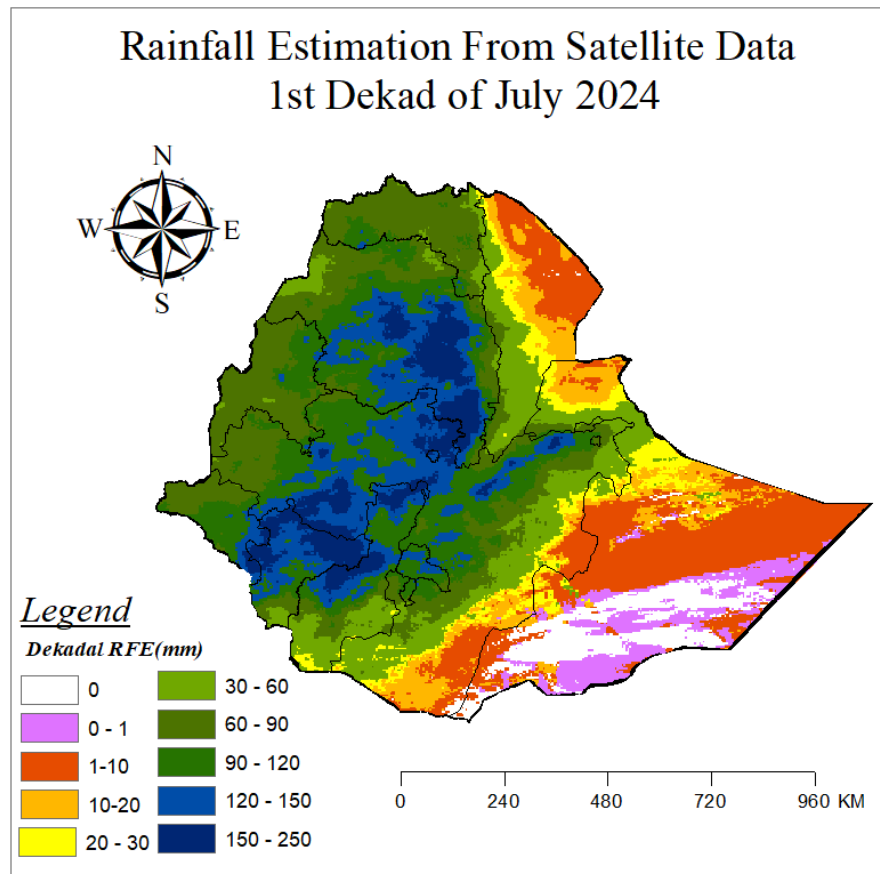 Rainfall Estimation From Satellite Data
1st Dekad of July 2024
N
W
E
S
Legend
Dekadal RFE(mm)
0
0 - 1
1-10
10-20
20 - 30
30 - 60
60 - 90
90 - 120
120 - 150
150 - 250
0 240 480 720 960 KM